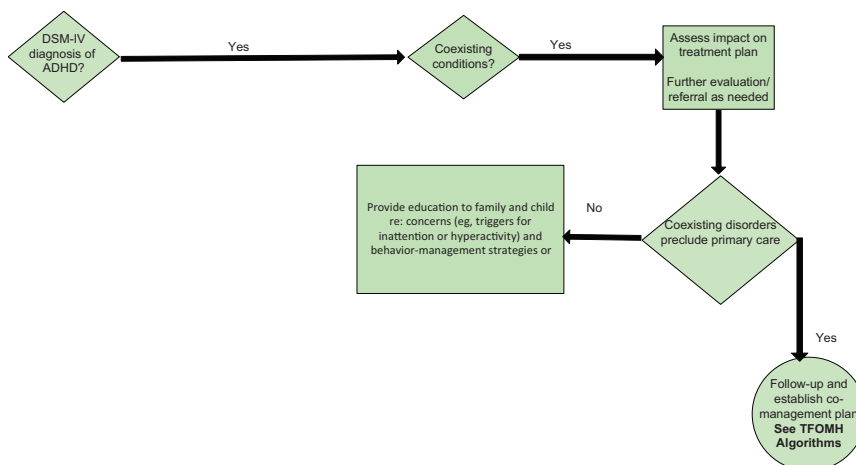 DSM-IV
diagnosis of
ADHD?
Yes
Coexisting
conditions?
Yes
Assess impact on
treatment plan
Further evaluation/
referral as needed
Provide education to family and child
re: concerns (eg, triggers for
inattention or hyperactivity) and
behavior-management strategies or
No
Coexisting disorders
preclude primary care
Yes
Follow-up and
establish co-
management plan
See TFOMH
Algorithms